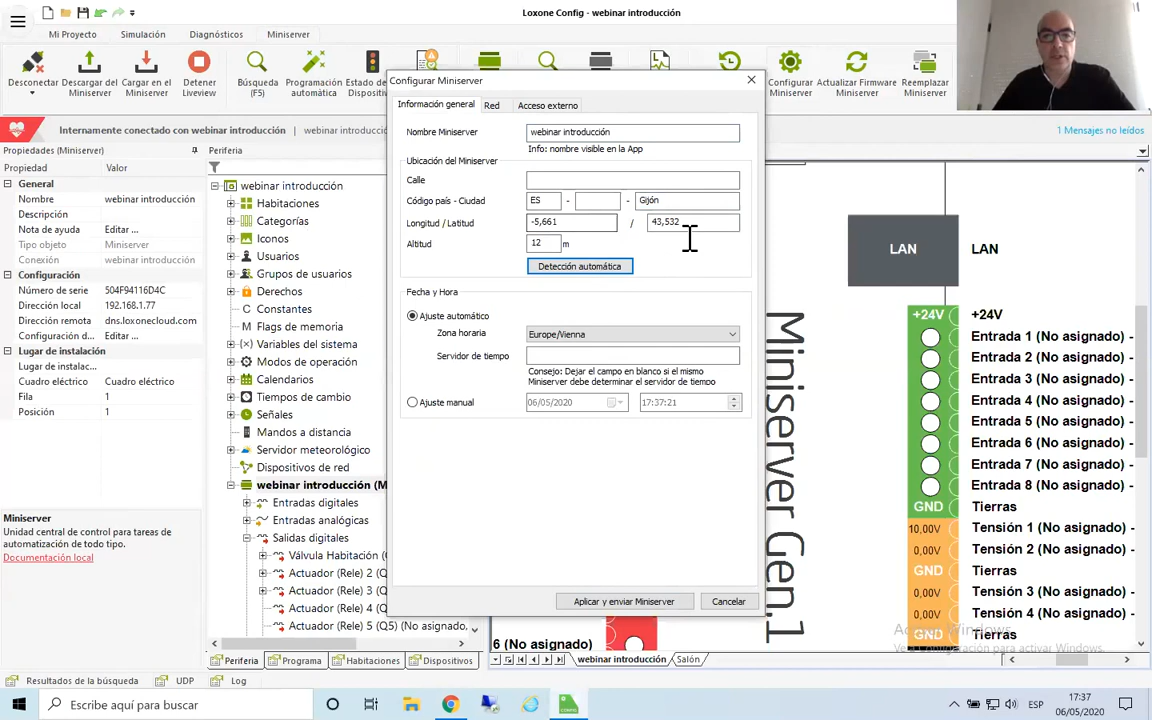 Loxone Config - webinar introducción
Mi Proyecto
Simulación
Diagnósticos
Miniserver
Desconectar
Descargar del Miniserver
Cargar en el Miniserver
Detener Liveview
Búsqueda (F5)
Programación automática
Estado de
Configurar Miniserver
Actualizar Firmware Miniserver
Reemplazar Miniserver
Internamente conectado con webinar introducción
1 Mensajes no leídos
Propiedades (Miniserver)
Propiedad Valor
General
Nombre webinar introducción
Descripción
Nota de ayuda Editar ...
Tipo objeto Miniserver
Conexión webinar introducción
Configuración
Número de serie 504F94116D4C
Dirección local 192.168.1.77
Dirección remota dns.loxonecloud.com
Configuración d... Editar ...
Lugar de instalación
Lugar de instalac...
Cuadro eléctrico Cuadro eléctrico
Fila 1
Posición 1
Miniserver
Unidad central de control para tareas de
automatización de todo tipo.
Documentación local
Periferia
webinar introducción
Habitaciones
Categorías
Iconos
Usuarios
Grupos de usuarios
Derechos
Constantes
Flags de memoria
Variables del sistema
Modos de operación
Calendarios
Tiempos de cambio
Señales
Mandos a distancia
Servidor meteorológico
Dispositivos de red
webinar introducción (M
Entradas digitales
Entradas analógicas
Salidas digitales
Válvula Habitación (
Actuador (Rele) 2 (Q
Actuador (Rele) 3 (Q
Actuador (Rele) 4 (Q
Actuador (Rele) 5 (Q5) (No asignado)
Periferia
Programa
Habitaciones
Dispositivos
Configurar Miniserver
Información general
Red
Acceso externo
Nombre Miniserver webinar introducción
Info: nombre visible en la App
Ubicación del Miniserver
Calle
Código país - Ciudad ES - - Gijón
Longitud / Latitud -5,661 / 43,532
Altitud 12 m
Detección automática
Fecha y Hora
Ajuste automático
Zona horaria Europe/Vienna
Servidor de tiempo
Consejo: Dejar el campo en blanco si el mismo
Miniserver debe determinar el servidor de tiempo
Ajuste manual 06/05/2020 17:37:21
Aplicar y enviar Miniserver
Cancelar
Miniserver Gen.1
LAN LAN
+24V +24V
Entrada 1 (No asignado) -
Entrada 2 (No asignado) -
Entrada 3 (No asignado) -
Entrada 4 (No asignado) -
Entrada 5 (No asignado) -
Entrada 6 (No asignado) -
Entrada 7 (No asignado) -
Entrada 8 (No asignado) -
GND Tierras
10,00V Tensión 1 (No asignado) -
0,00V Tensión 2 (No asignado) -
GND Tierras
0,00V Tensión 3 (No asignado) -
0,00V Tensión 4 (No asignado) -
GND Tierras
6 (No asignado)
webinar introducción
Salón
Resultados de la búsqueda
UDP
Log
Escribe aquí para buscar
ESP
17:37
06/05/2020